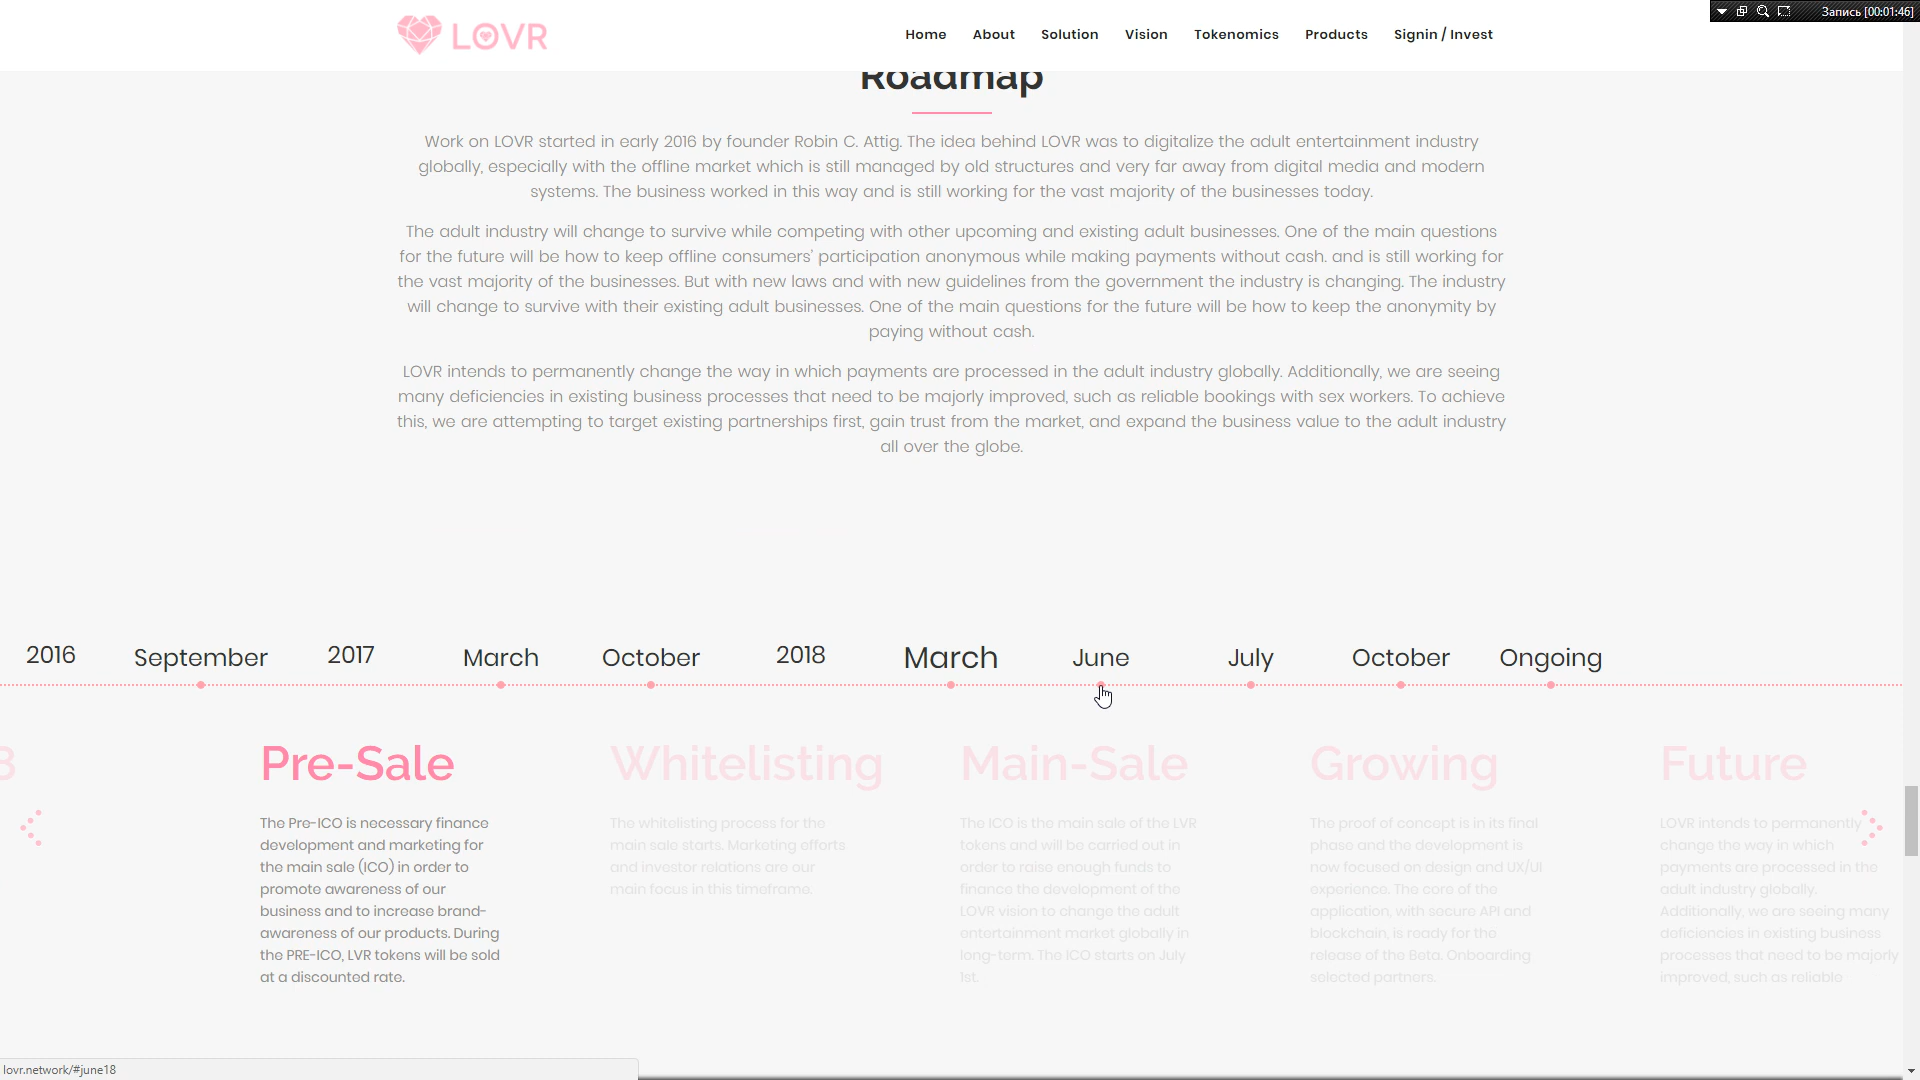 LOVR
Home About Solution Vision Tokenomics Products Signin / Invest
Запись [00:01:46]
Roadmap
Work on LOVR started in early 2016 by founder Robin C. Attig. The idea behind LOVR was to digitalize the adult entertainment industry
globally, especially with the offline market which is still managed by old structures and very far away from digital media and modern
systems. The business worked in this way and is still working for the vast majority of the businesses today.
The adult industry will change to survive while competing with other upcoming and existing adult businesses. One of the main questions
for the future will be how to keep offline consumers' participation anonymous while making payments without cash. and is still working for
the vast majority of the businesses. But with new laws and with new guidelines from the government the industry is changing. The industry
will change to survive with their existing adult businesses. One of the main questions for the future will be how to keep the anonymity by
paying without cash.
LOVR intends to permanently change the way in which payments are processed in the adult industry globally. Additionally, we are seeing
many deficiencies in existing business processes that need to be majorly improved, such as reliable bookings with sex workers. To achieve
this, we are attempting to target existing partnerships first, gain trust from the market, and expand the business value to the adult industry
all over the globe.
2016 September 2017 March October 2018 March June July October Ongoing
8
Pre-Sale
The Pre-ICO is necessary finance
development and marketing for
the main sale (ICO) in order to
promote awareness of our
business and to increase brand-
awareness of our products. During
the PRE-ICO, LVR tokens will be sold
at a discounted rate.
Whitelisting
The whitelisting process for the
main sale starts. Marketing efforts
and investor relations are our
main focus in this timeframe.
Main-Sale
The ICO is the main sale of the LVR
tokens and will be carried out in
order to raise enough funds to
finance the development of the
LOVR vision to change the adult
entertainment market globally in
long-term. The ICO starts on July
1st.
Growing
The proof of concept is in its final
phase and the development is
now focused on design and UX/UI
experience. The core of the
application, with secure API and
blockchain, is ready for the
release of the Beta. Onboarding
selected partners.
Future
LOVR intends to permanently
change the way in which
payments are processed in the
adult industry globally.
Additionally, we are seeing many
deficiencies in existing business
processes that need to be majorly
improved, such as reliable
lovr.network/#june18